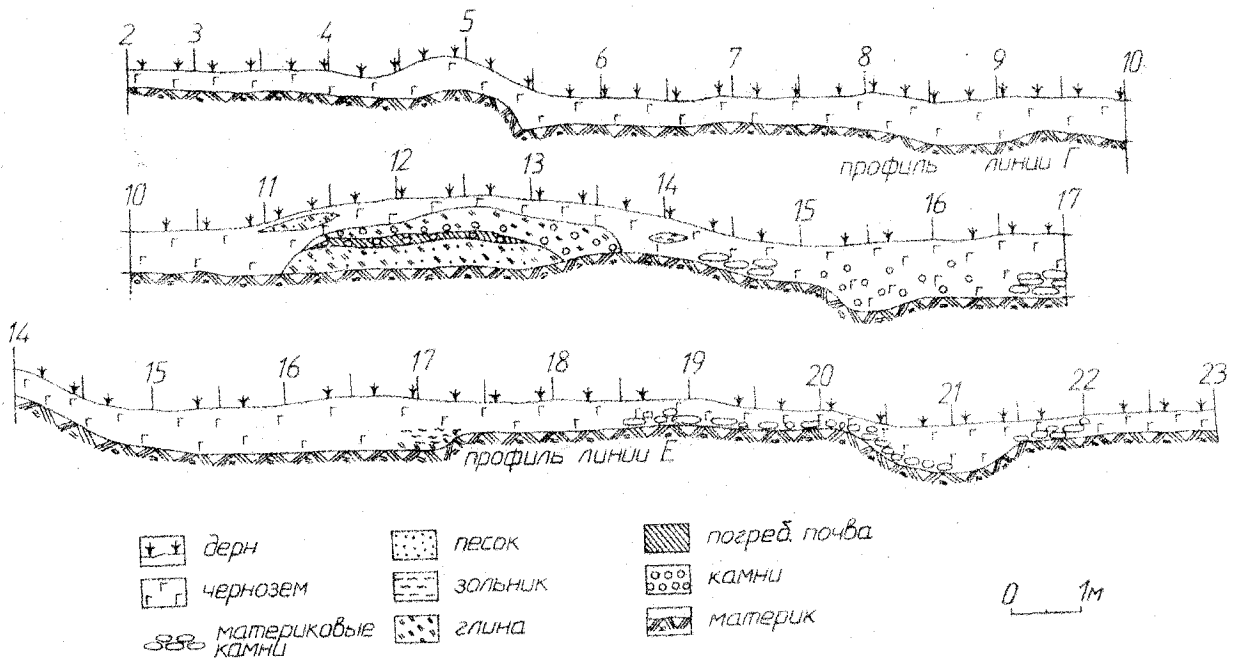 2 3 4 5 6 7 8 9 10
профиль линии Г
10 11 12 13 14 15 16 17
14 15 16 17 18 19 20 21 22 23
профиль линии Е
дерн
чернозем
материковые
камни
песок
зольник
глина
погреб. почва
камни
материк
0 1м